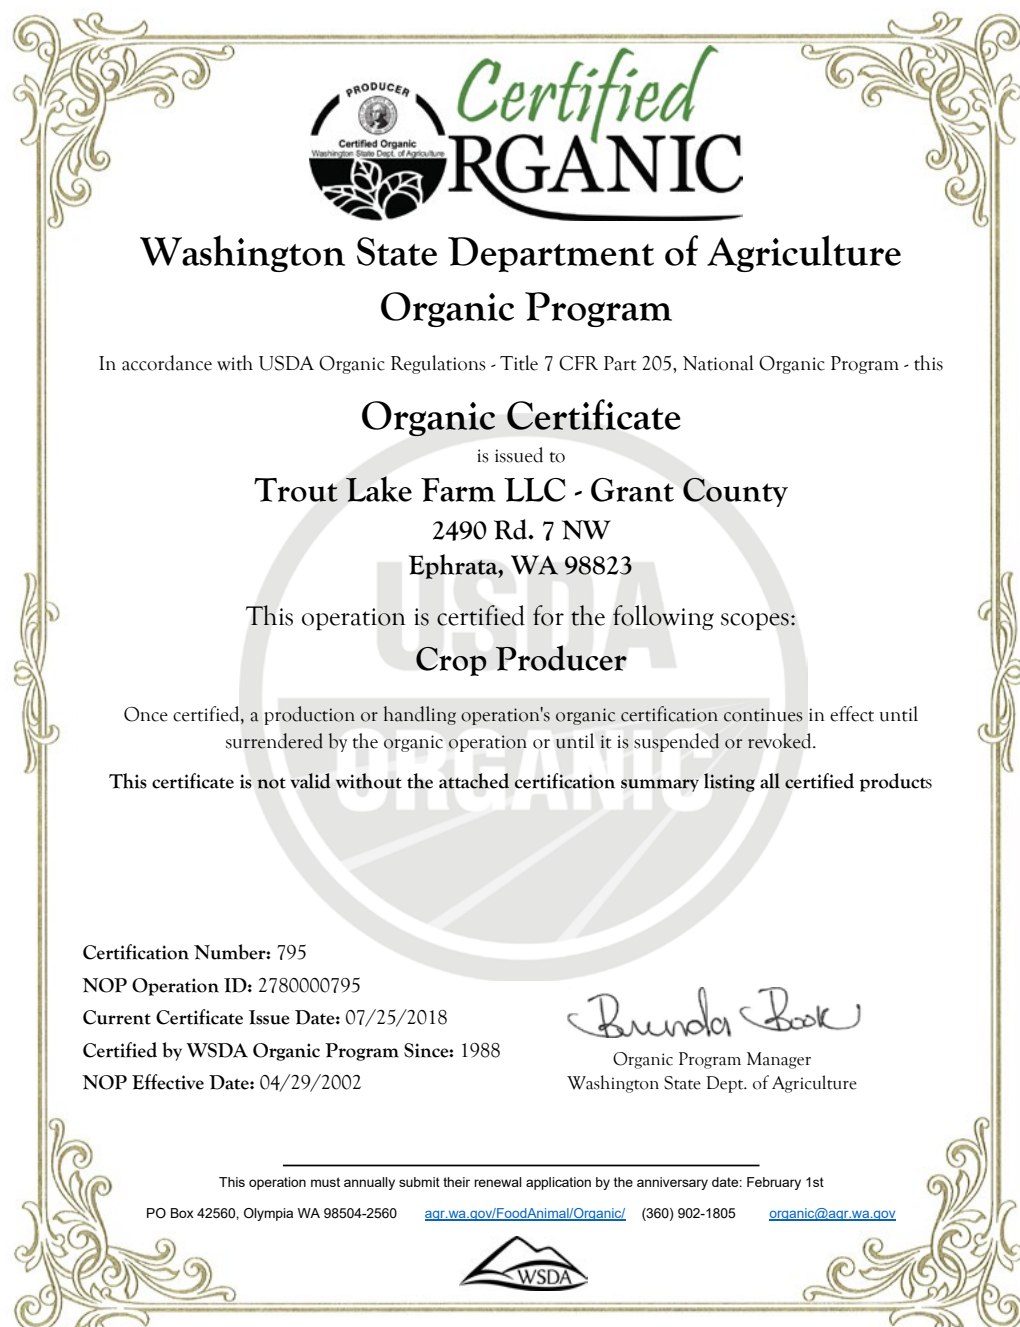 PRODUCER
Certified Organic
Washington State Dept. of Agriculture
Certified
ORGANIC
Washington State Department of Agriculture
Organic Program
In accordance with USDA Organic Regulations - Title 7 CFR Part 205, National Organic Program - this
Organic Certificate
is issued to
Trout Lake Farm LLC - Grant County
2490 Rd. 7 NW
Ephrata, WA 98823
This operation is certified for the following scopes:
USDA
Crop Producer
Once certified, a production or handling operation's organic certification continues in effect until
surrendered by the organic operation or until it is suspended or revoked.
ORGANIC
This certificate is not valid without the attached certification summary listing all certified products
Certification Number: 795
NOP Operation ID: 2780000795
Current Certificate Issue Date: 07/25/2018
Certified by WSDA Organic Program Since: 1988
NOP Effective Date: 04/29/2002
Brenda Book
Organic Program Manager
Washington State Dept. of Agriculture
This operation must annually submit their renewal application by the anniversary date: February 1st
PO Box 42560, Olympia WA 98504-2560 agr.wa.gov/FoodAnimal/Organic/ (360) 902-1805 organic@agr.wa.gov
WSDA